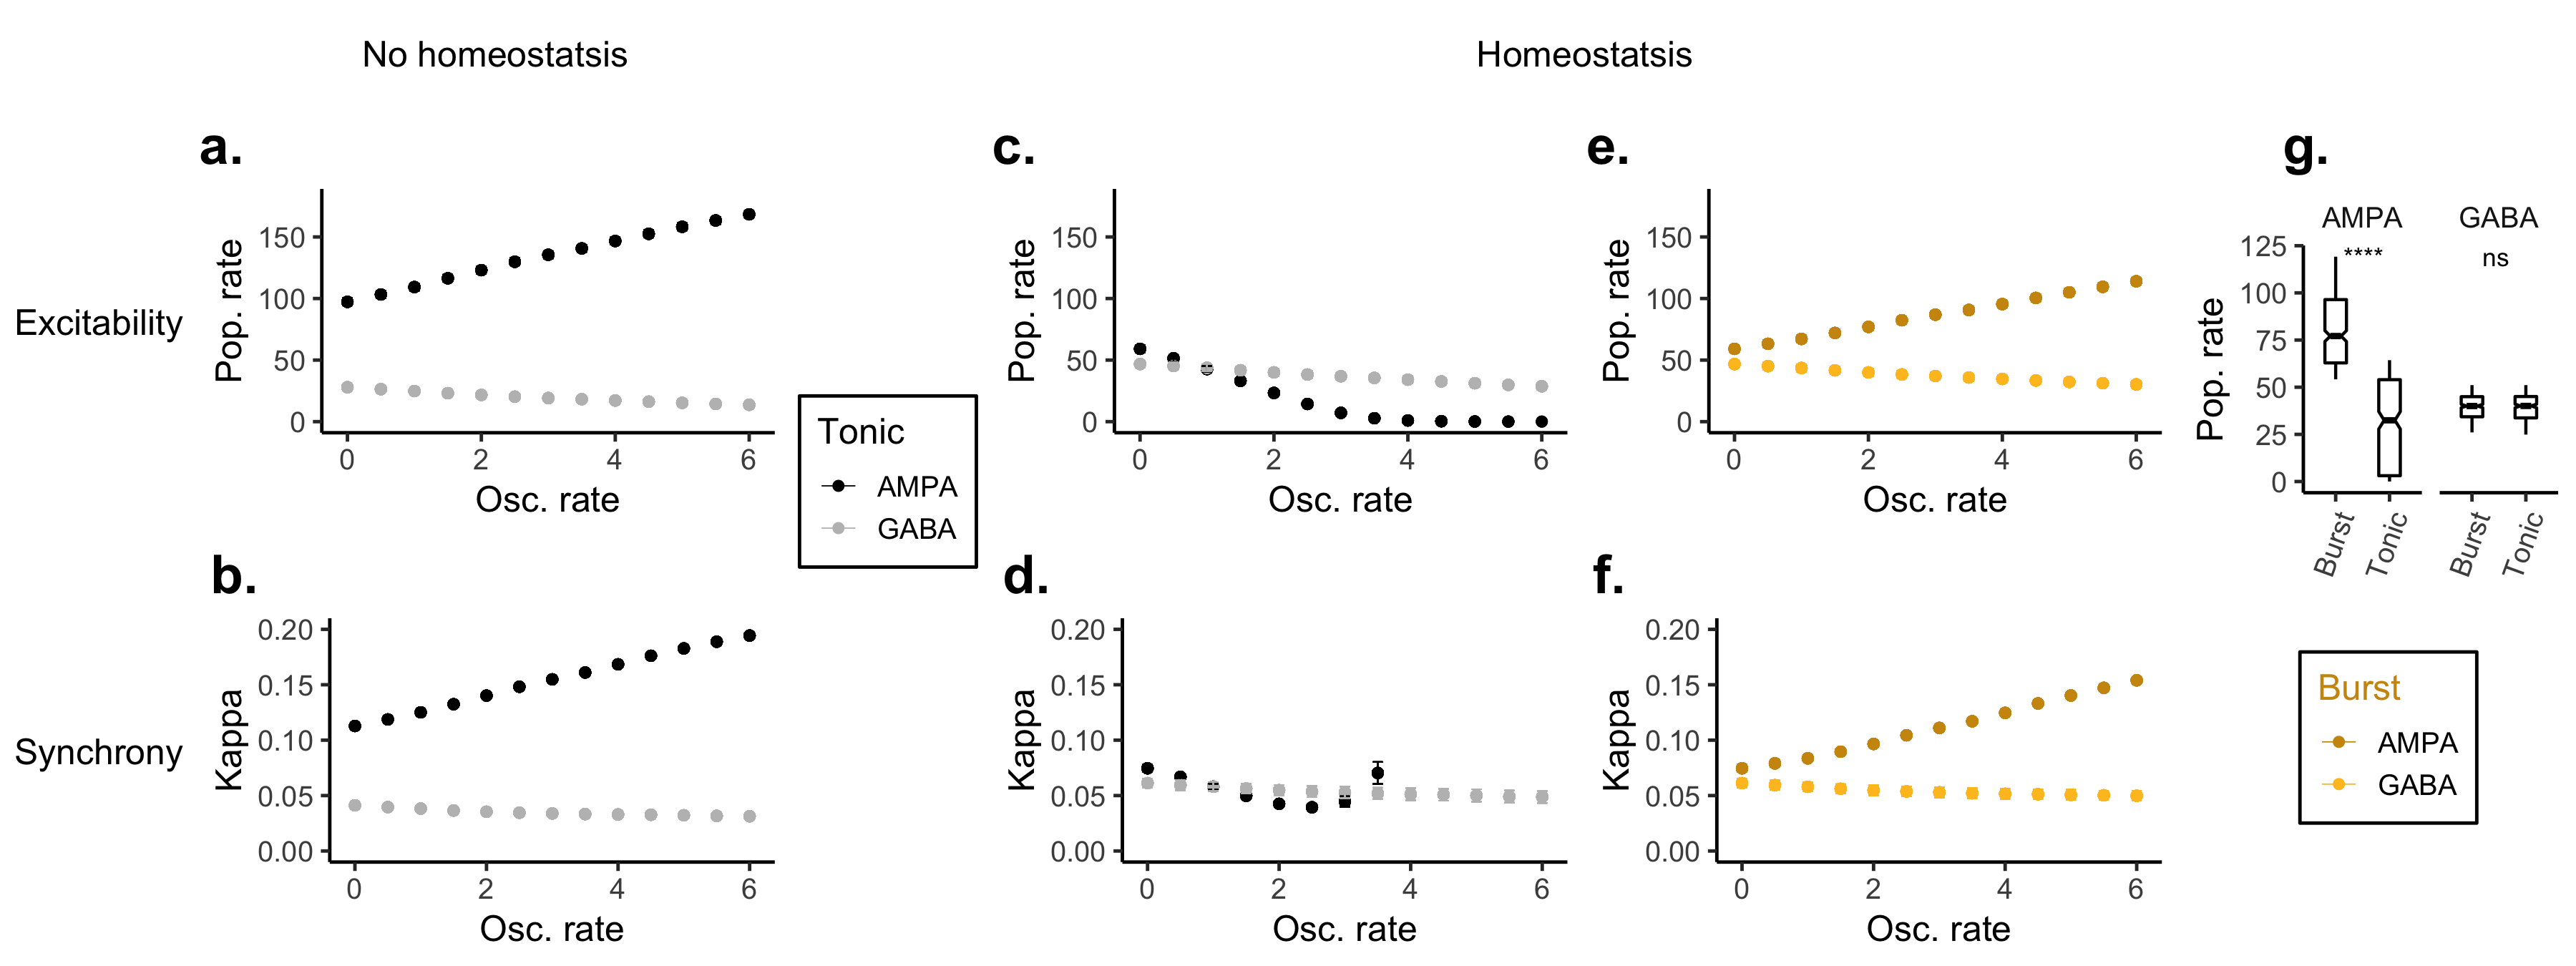 No homeostatsis
Homeostatsis
a.
c.
e.
g.
Excitability
Pop. rate
150
100
50
0
0 2 4 6
Osc. rate
Tonic
AMPA
GABA
Pop. rate
150
100
50
0
0 2 4 6
Osc. rate
Pop. rate
150
100
50
0
0 2 4 6
Osc. rate
AMPA GABA
**** ns
Pop. rate
125
100
75
50
25
0
Burst Tonic Burst Tonic
b.
d.
f.
Synchrony
Kappa
0.20
0.15
0.10
0.05
0.00
0 2 4 6
Osc. rate
Kappa
0.20
0.15
0.10
0.05
0.00
0 2 4 6
Osc. rate
Kappa
0.20
0.15
0.10
0.05
0.00
0 2 4 6
Osc. rate
Burst
AMPA
GABA